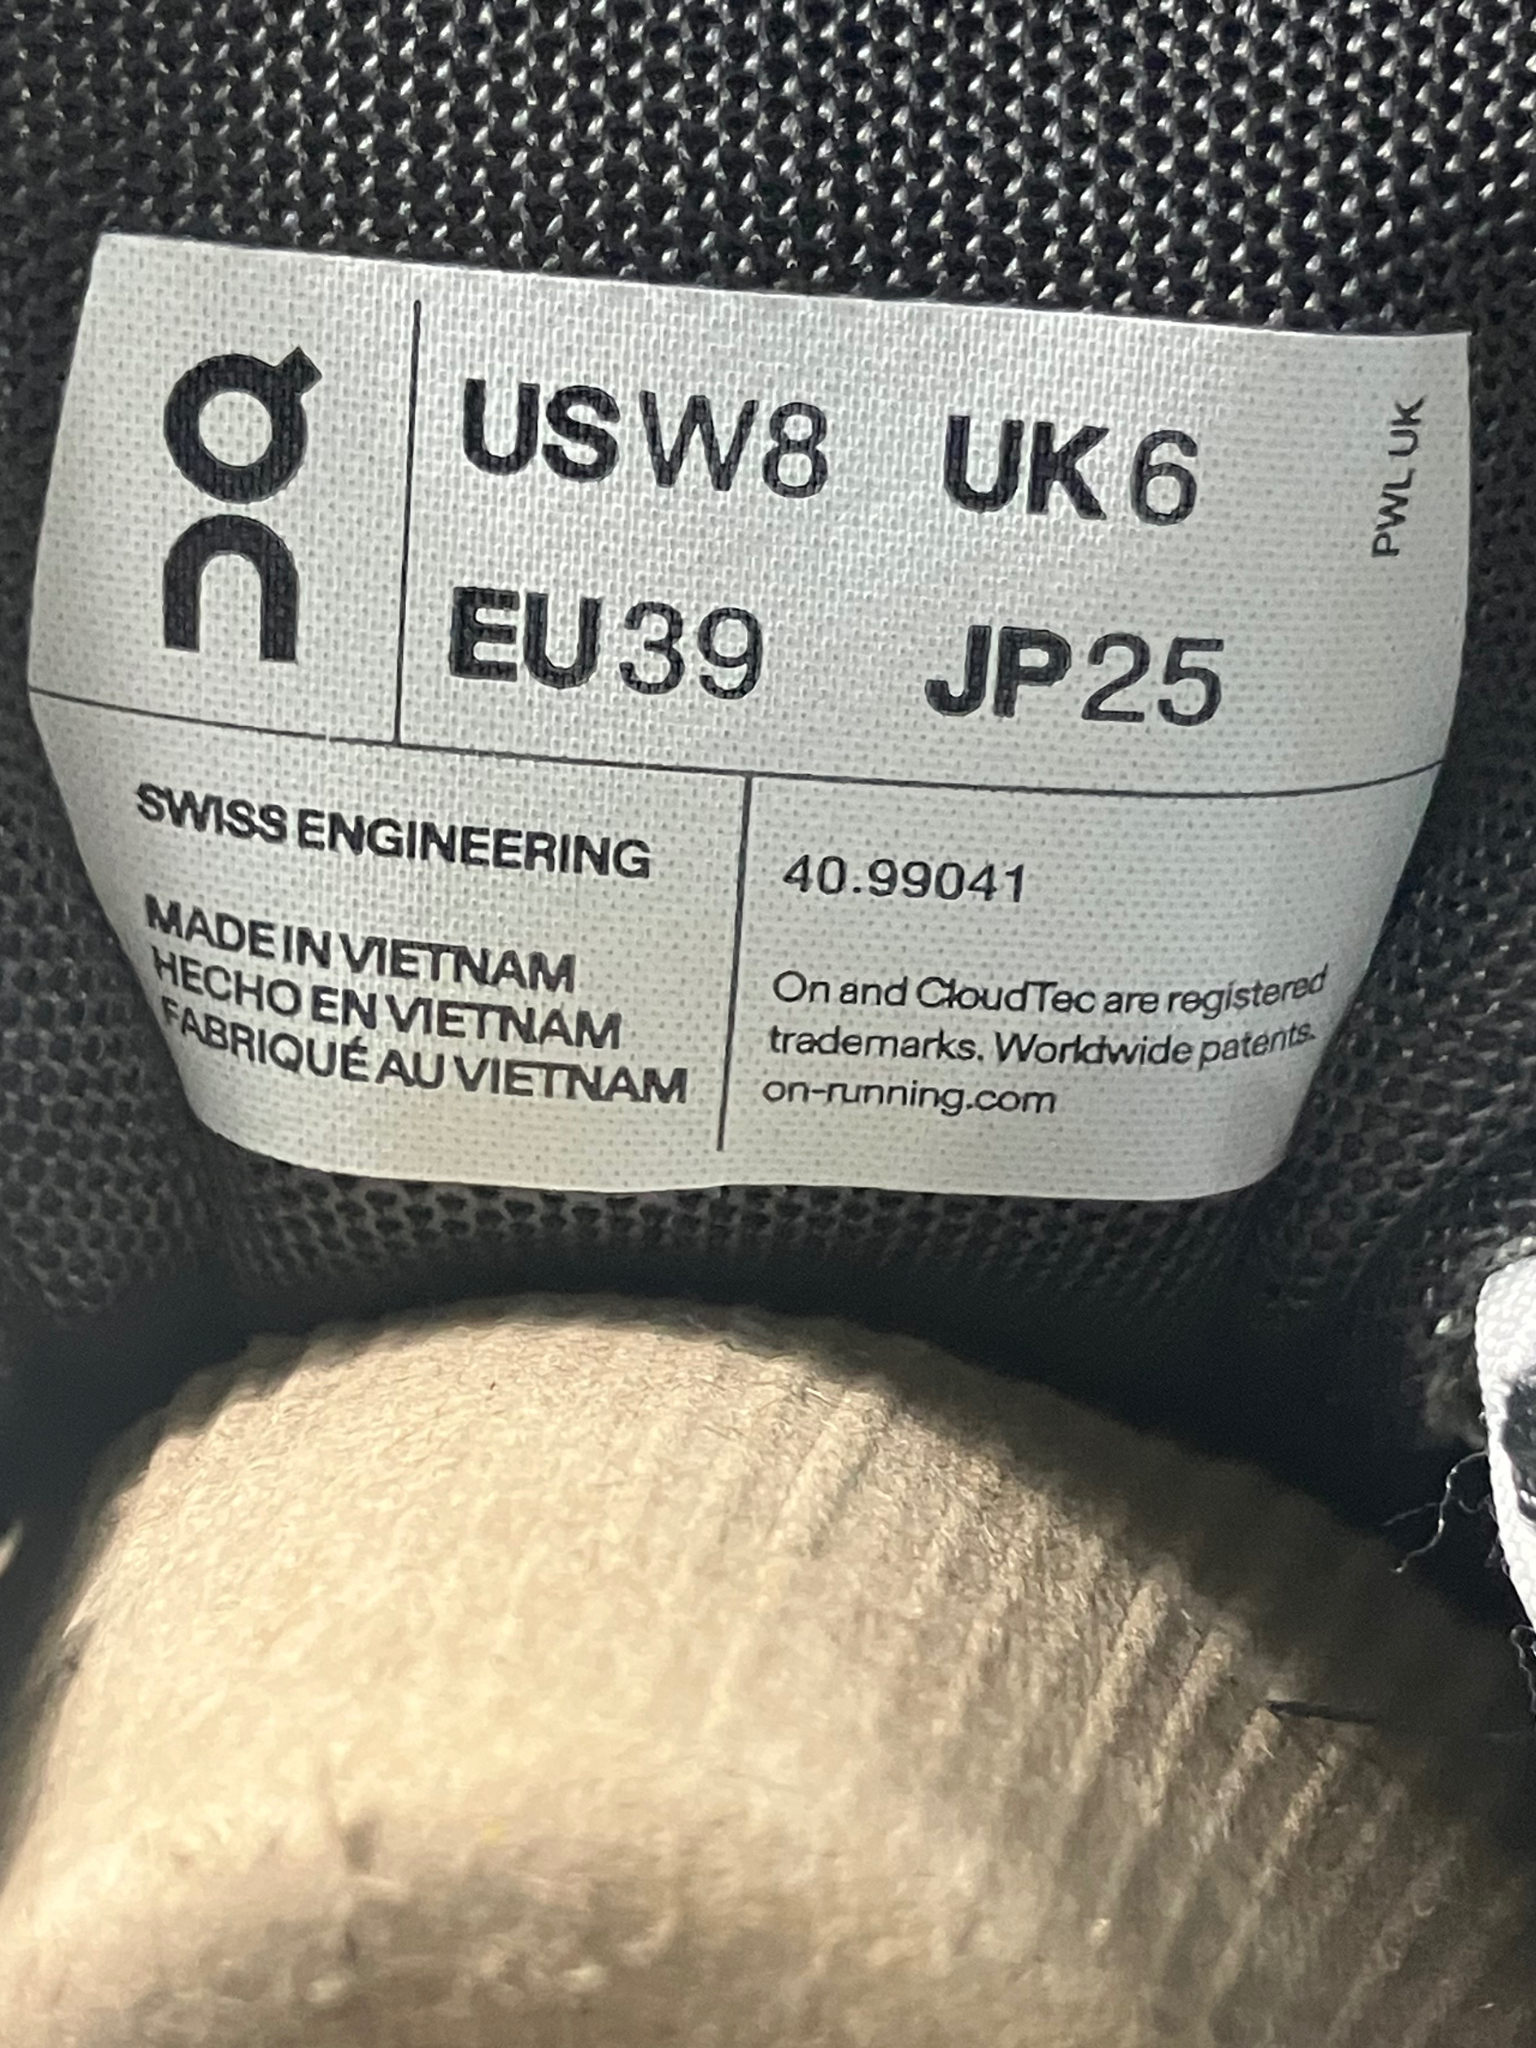 On
US W8 UK 6
EU 39 JP 25
PWL UK
SWISS ENGINEERING
MADE IN VIETNAM
HECHO EN VIETNAM
FABRIQUÉ AU VIETNAM
40.99041
On and CloudTec are registered
trademarks. Worldwide patents.
on-running.com